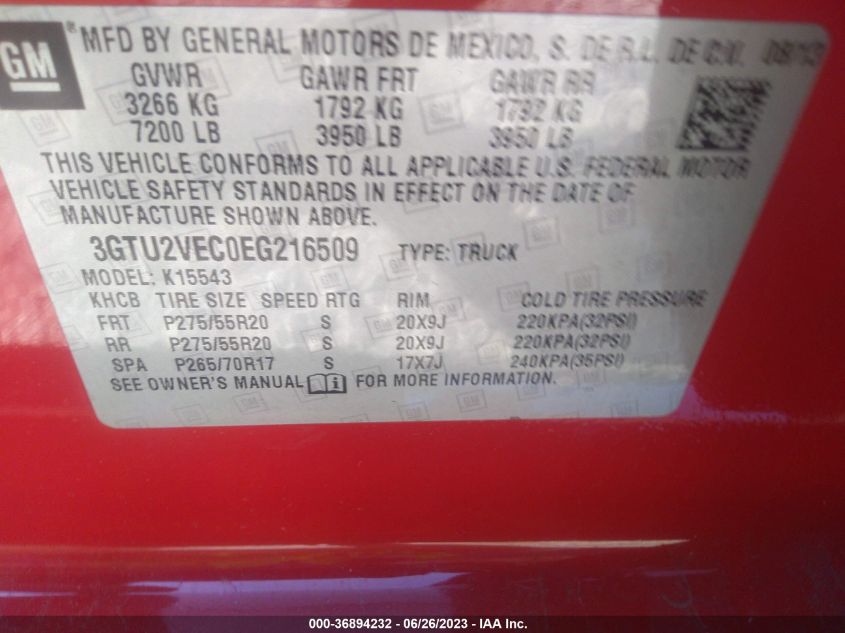 GM
® MFD BY GENERAL MOTORS DE MEXICO, S. DE R.L. DE C.V. 08/13
GVWR GAWR FRT GAWR RR
3266 KG 1792 KG 1792 KG
7200 LB 3950 LB 3950 LB
THIS VEHICLE CONFORMS TO ALL APPLICABLE U.S. FEDERAL MOTOR
VEHICLE SAFETY STANDARDS IN EFFECT ON THE DATE OF
MANUFACTURE SHOWN ABOVE.
3GTU2VEC0EG216509 TYPE: TRUCK
MODEL: K15543
KHCB TIRE SIZE SPEED RTG RIM COLD TIRE PRESSURE
FRT P275/55R20 S 20X9J 220KPA(32PSI)
RR P275/55R20 S 20X9J 220KPA(32PSI)
SPA P265/70R17 S 17X7J 240KPA(35PSI)
SEE OWNER'S MANUAL FOR MORE INFORMATION.
000-36894232 - 06/26/2023 - IAA Inc.